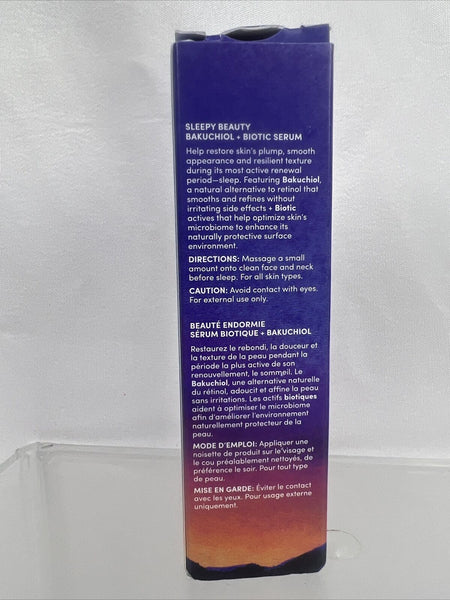 SLEEPY BEAUTY
BAKUCHIOL + BIOTIC SERUM
Help restore skin's plump, smooth
appearance and resilient texture
during its most active renewal
period—sleep. Featuring Bakuchiol,
a natural alternative to retinol that
smooths and refines without
irritating side effects + Biotic
actives that help optimize skin's
microbiome to enhance its
naturally protective surface
environment.
DIRECTIONS: Massage a small
amount onto clean face and neck
before sleep. For all skin types.
CAUTION: Avoid contact with eyes.
For external use only.
BEAUTÉ ENDORMIE
SÉRUM BIOTIQUE + BAKUCHIOL
Restaurez le rebondi, la douceur et
la texture de la peau pendant la
période la plus active de son
renouvellement, le sommeil. Le
Bakuchiol, une alternative naturelle
du rétinol, adoucit et affine la peau
sans irritations. Les actifs biotiques
aident à optimiser le microbiome
afin d'améliorer l'environnement
naturellement protecteur de la
peau.
MODE D'EMPLOI: Appliquer une
noisette de produit sur le visage et
le cou préalablement nettoyés, de
préférence le soir. Pour tout type
de peau.
MISE EN GARDE: Éviter le contact
avec les yeux. Pour usage externe
uniquement.